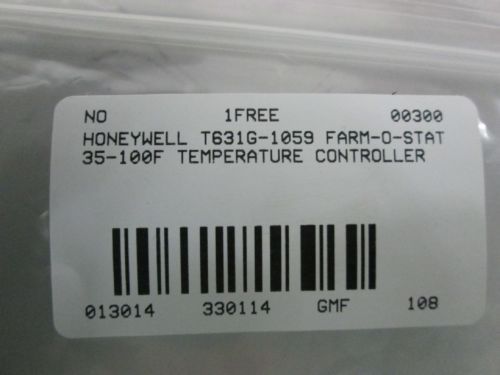 NO 1FREE 00300
HONEYWELL T631G-1059 FARM-O-STAT
35-100F TEMPERATURE CONTROLLER
013014 330114 GMF 108